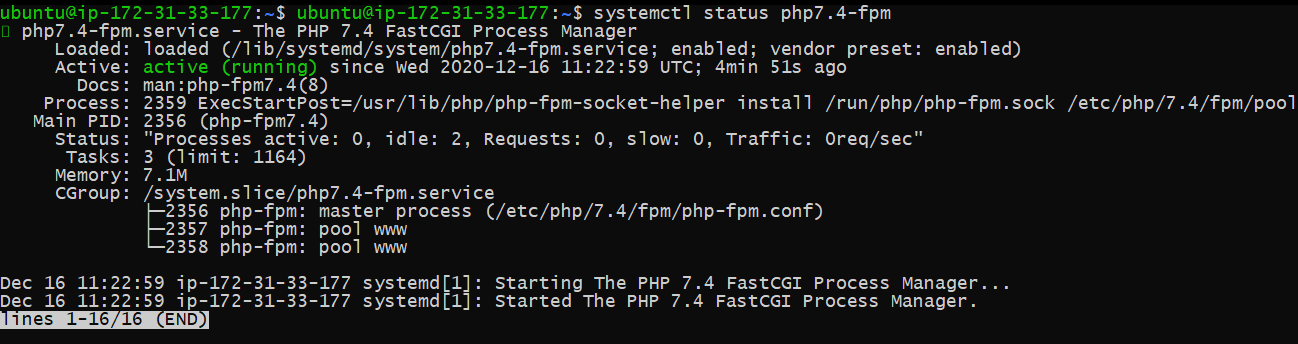 ubuntu@ip-172-31-33-177:~$ ubuntu@ip-172-31-33-177:~$ systemctl status php7.4-fpm
php7.4-fpm.service - The PHP 7.4 FastCGI Process Manager
Loaded: loaded (/lib/systemd/system/php7.4-fpm.service; enabled; vendor preset: enabled)
Active: active (running) since Wed 2020-12-16 11:22:59 UTC; 4min 51s ago
Docs: man:php-fpm7.4(8)
Process: 2359 ExecStartPost=/usr/lib/php/php-fpm-socket-helper install /run/php/php-fpm.sock /etc/php/7.4/fpm/pool
Main PID: 2356 (php-fpm7.4)
Status: "Processes active: 0, idle: 2, Requests: 0, slow: 0, Traffic: 0req/sec"
Tasks: 3 (limit: 1164)
Memory: 7.1M
CGroup: /system.slice/php7.4-fpm.service
├─2356 php-fpm: master process (/etc/php/7.4/fpm/php-fpm.conf)
├─2357 php-fpm: pool www
└─2358 php-fpm: pool www
Dec 16 11:22:59 ip-172-31-33-177 systemd[1]: Starting The PHP 7.4 FastCGI Process Manager...
Dec 16 11:22:59 ip-172-31-33-177 systemd[1]: Started The PHP 7.4 FastCGI Process Manager.
lines 1-16/16 (END)